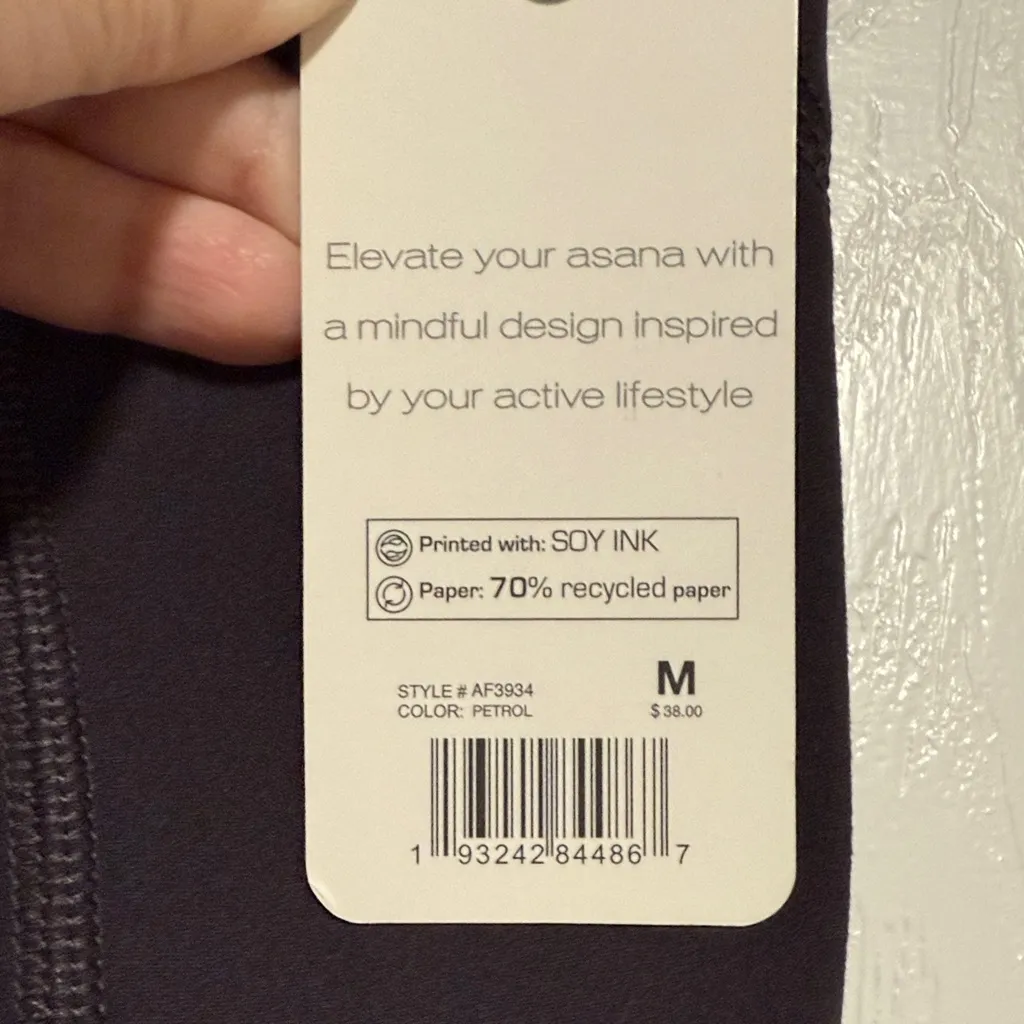 Elevate your asana with
a mindful design inspired
by your active lifestyle
Printed with: SOY INK
Paper: 70% recycled paper
M
STYLE # AF3934
COLOR: PETROL
$ 38.00
1 93242 84486 7